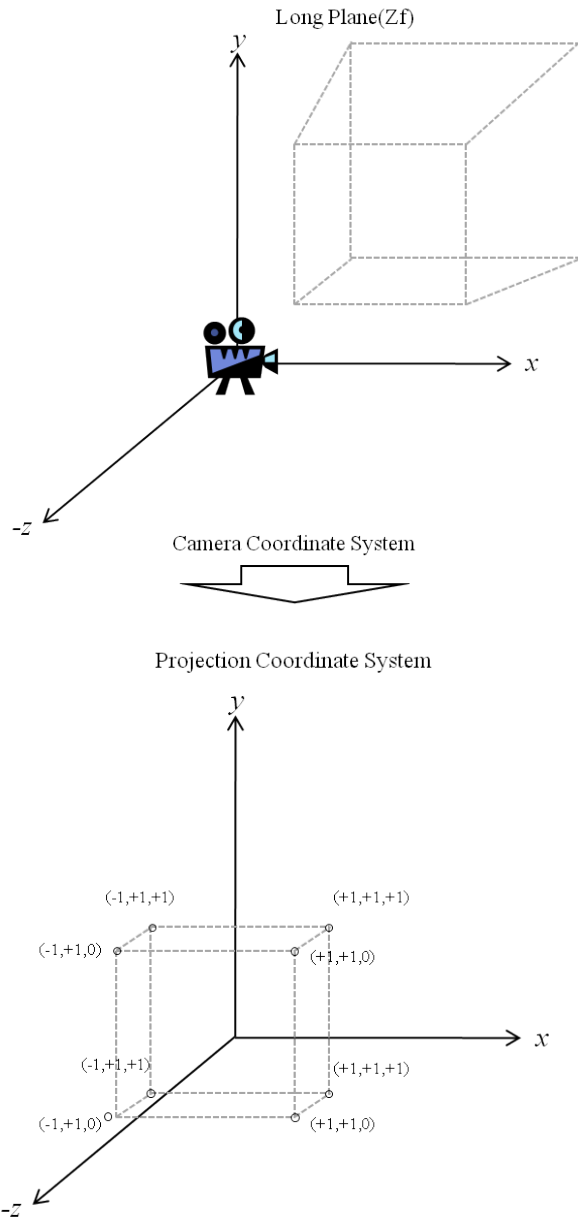 Long Plane(Zf)
y
x
-z
Camera Coordinate System
Projection Coordinate System
y
(-1,+1,+1)
(+1,+1,+1)
(-1,+1,0)
(+1,+1,0)
x
(-1,+1,+1)
(+1,+1,+1)
(-1,+1,0)
(+1,+1,0)
-z